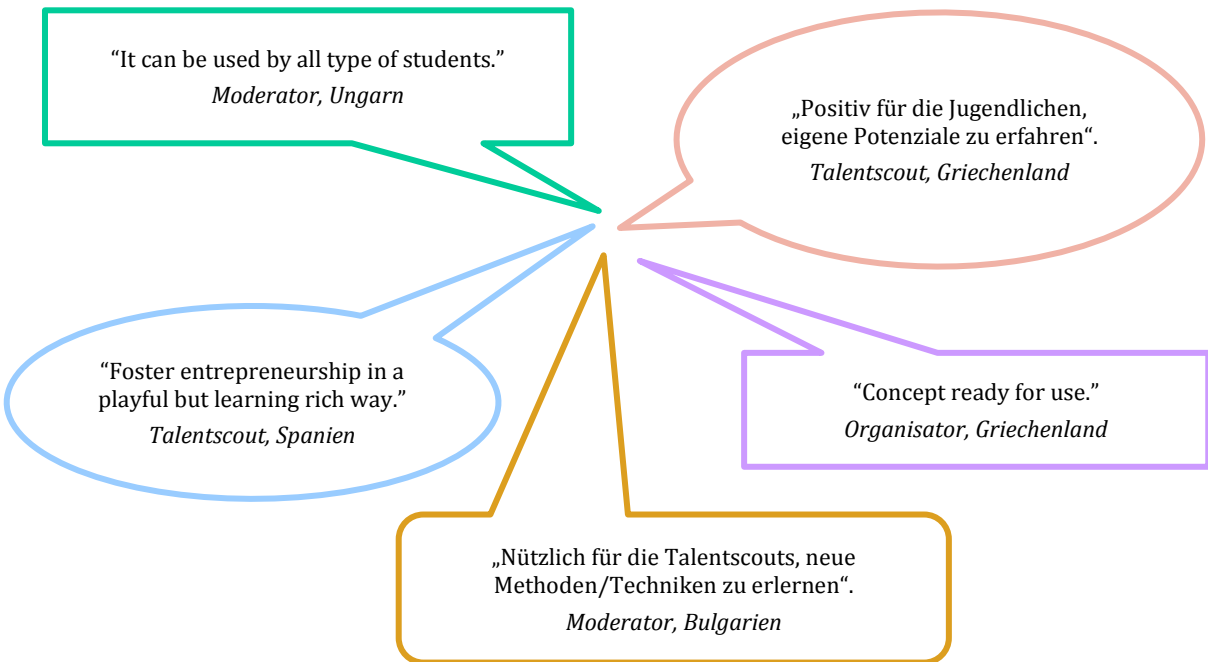 “It can be used by all type of students.”
Moderator, Ungarn
„Positiv für die Jugendlichen,
eigene Potenziale zu erfahren“.
Talentscout, Griechenland
“Foster entrepreneurship in a
playful but learning rich way.”
Talentscout, Spanien
“Concept ready for use.”
Organisator, Griechenland
„Nützlich für die Talentscouts, neue
Methoden/Techniken zu erlernen“.
Moderator, Bulgarien